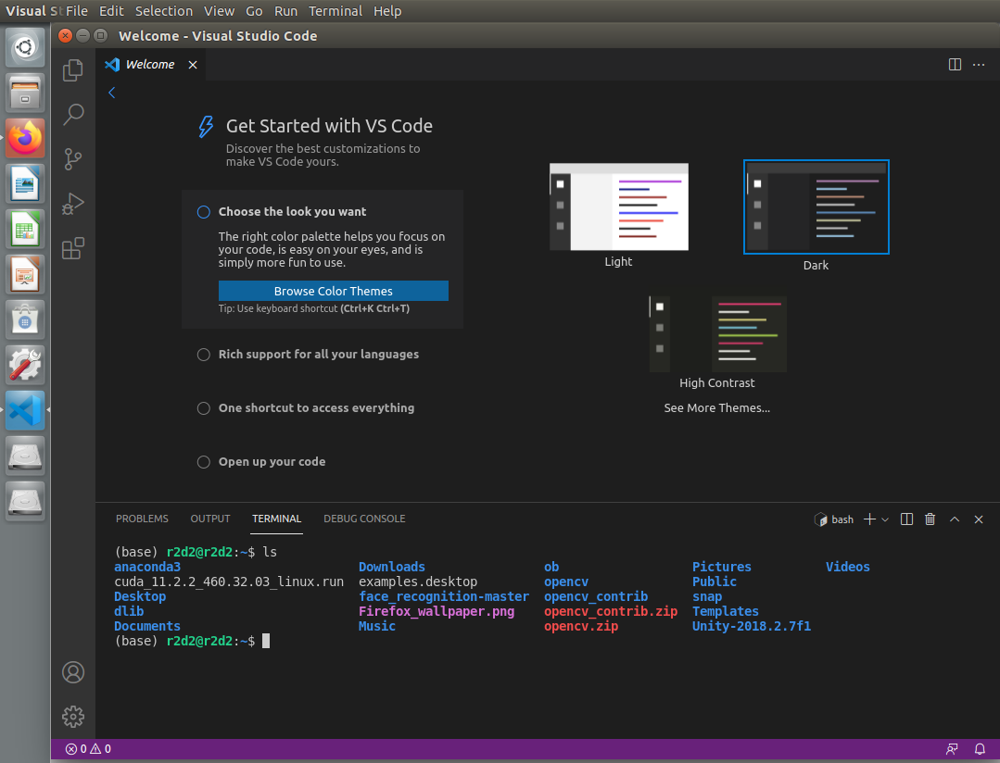 Visual St File Edit Selection View Go Run Terminal Help
Welcome - Visual Studio Code
Welcome
Get Started with VS Code
Discover the best customizations to
make VS Code yours.
Choose the look you want
The right color palette helps you focus on
your code, is easy on your eyes, and is
simply more fun to use.
Browse Color Themes
Tip: Use keyboard shortcut (Ctrl+K Ctrl+T)
Rich support for all your languages
One shortcut to access everything
Open up your code
Light
Dark
High Contrast
See More Themes...
PROBLEMS OUTPUT TERMINAL DEBUG CONSOLE bash
(base) r2d2@r2d2:~$ ls
anaconda3 Downloads ob Pictures Videos
cuda_11.2.2_460.32.03_linux.run examples.desktop opencv Public
Desktop face_recognition-master opencv_contrib snap
dlib Firefox_wallpaper.png opencv_contrib.zip Templates
Documents Music opencv.zip Unity-2018.2.7f1
(base) r2d2@r2d2:~$
0 0